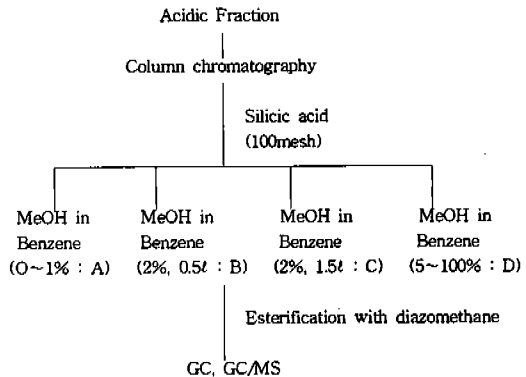 Acidic Fraction
Column chromatography
Silicic acid
(100mesh)
MeOH in MeOH in MeOH in MeOH in
Benzene Benzene Benzene Benzene
(O~1% : A) (2%, 0.5ℓ : B) (2%, 1.5ℓ : C) (5~100% : D)
Esterification with diazomethane
GC, GC/MS